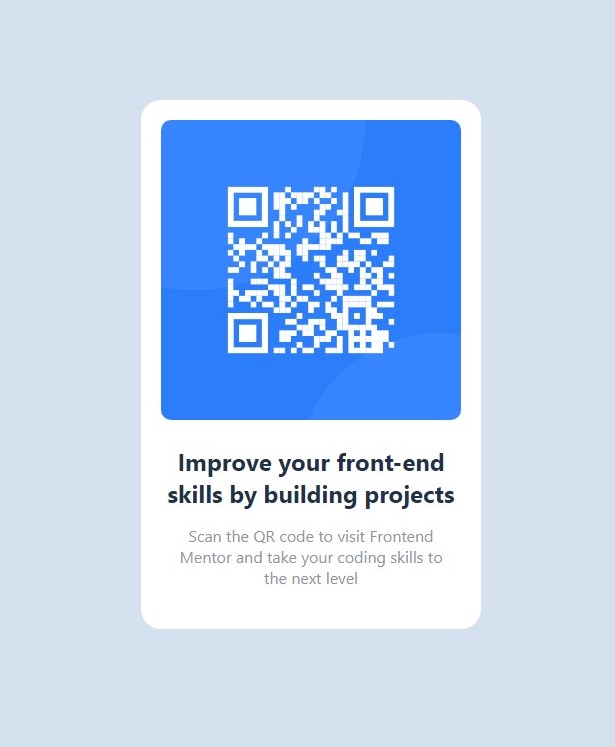 Improve your front-end
skills by building projects
Scan the QR code to visit Frontend
Mentor and take your coding skills to
the next level